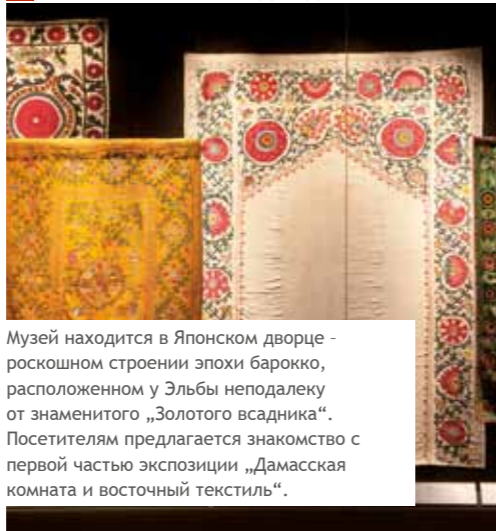 Музей находится в Японском дворце –
роскошном строении эпохи барокко,
расположенном у Эльбы неподалеку
от знаменитого „Золотого всадника“.
Посетителям предлагается знакомство с
первой частью экспозиции „Дамасская
комната и восточный текстиль“.